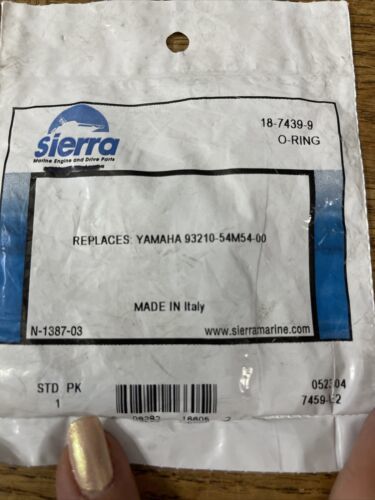 sierra
Marine Engine and Drive Parts
18-7439-9
O-RING
REPLACES: YAMAHA 93210-54M54-00
MADE IN Italy
N-1387-03
www.sierramarine.com
STD PK
1
052304